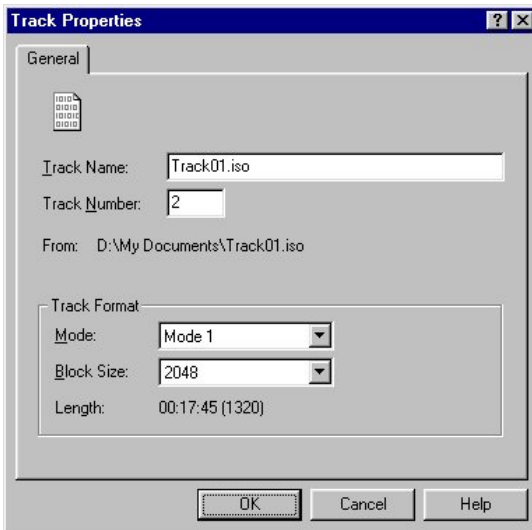 Track Properties
General
Track Name: Track01.iso
Track Number: 2
From: D:\My Documents\Track01.iso
Track Format
Mode: Mode 1
Block Size: 2048
Length: 00:17:45 (1320)
OK Cancel Help